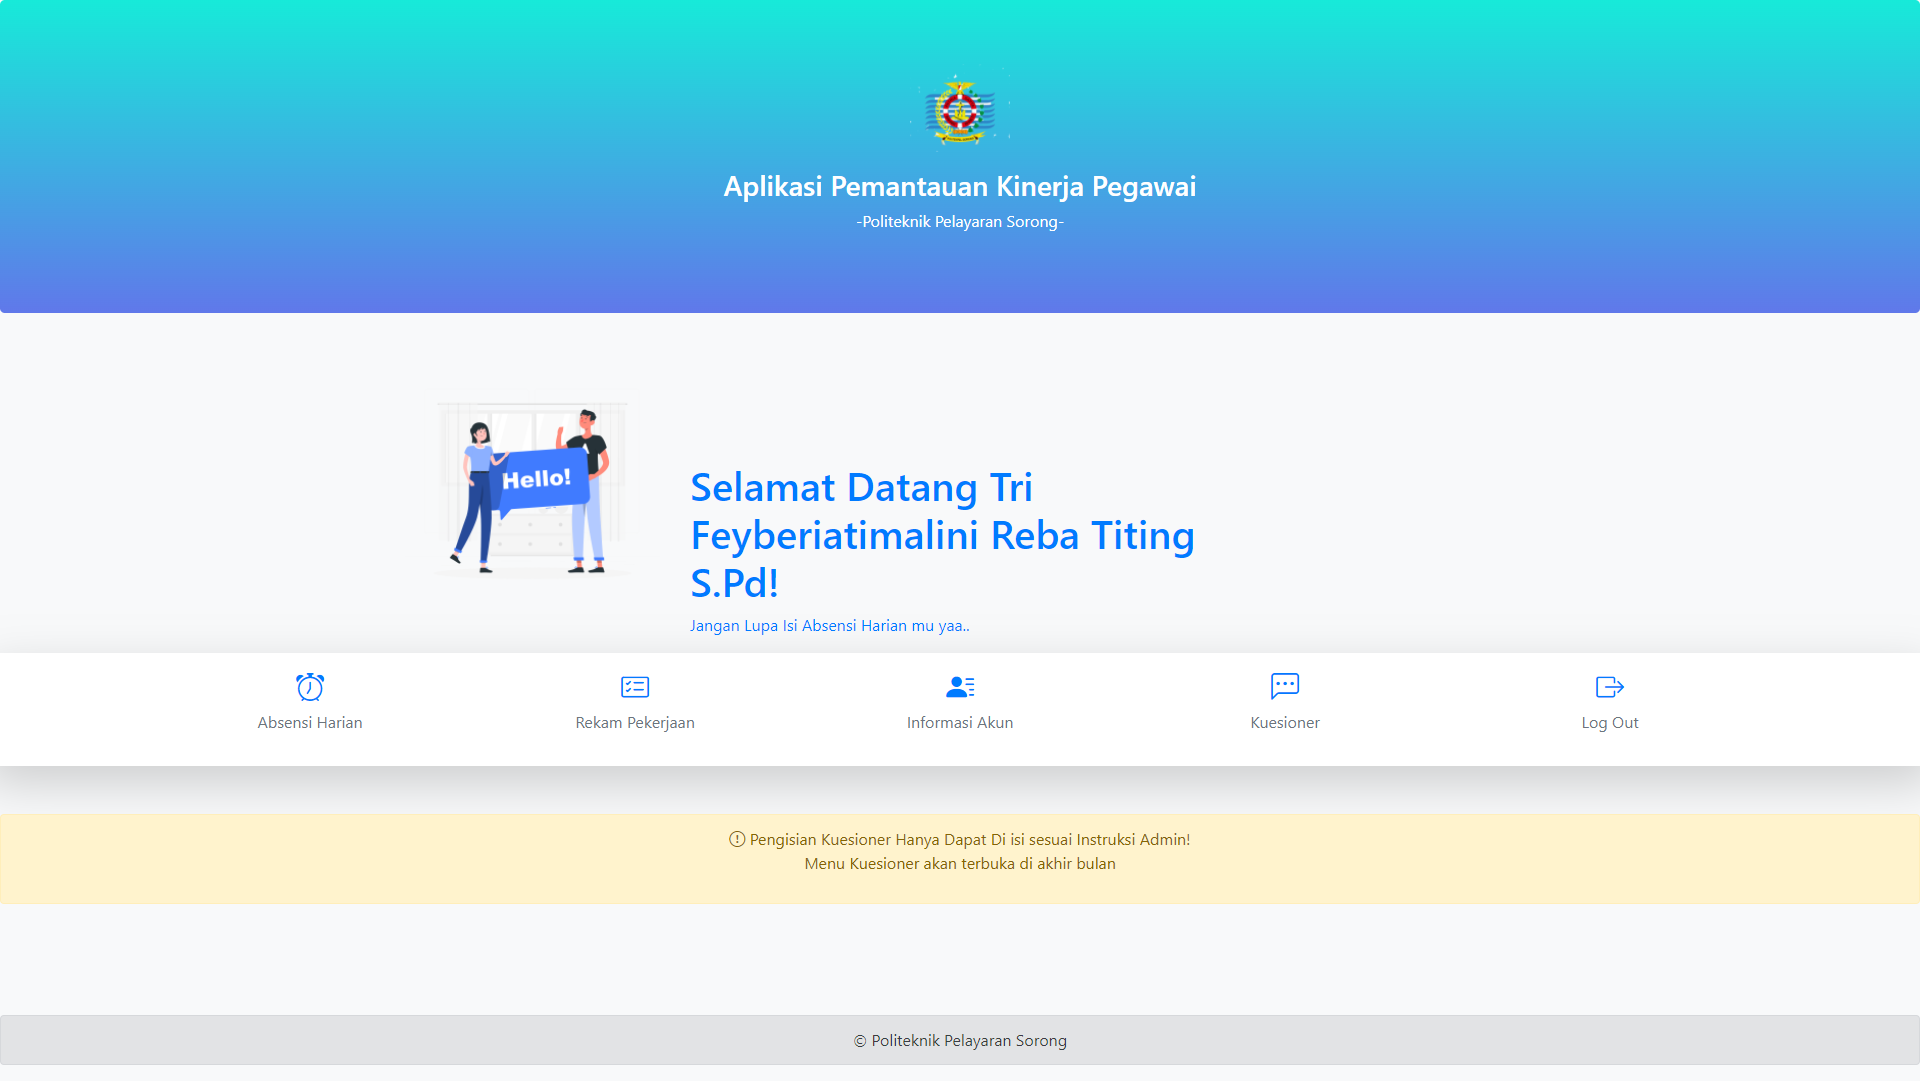 Aplikasi Pemantauan Kinerja Pegawai
-Politeknik Pelayaran Sorong-
Hello!
Selamat Datang Tri
Feyberiatimalini Reba Titing
S.Pd!
Jangan Lupa Isi Absensi Harian mu yaa..
Absensi Harian
Rekam Pekerjaan
Informasi Akun
Kuesioner
Log Out
Pengisian Kuesioner Hanya Dapat Di isi sesuai Instruksi Admin!
Menu Kuesioner akan terbuka di akhir bulan
© Politeknik Pelayaran Sorong